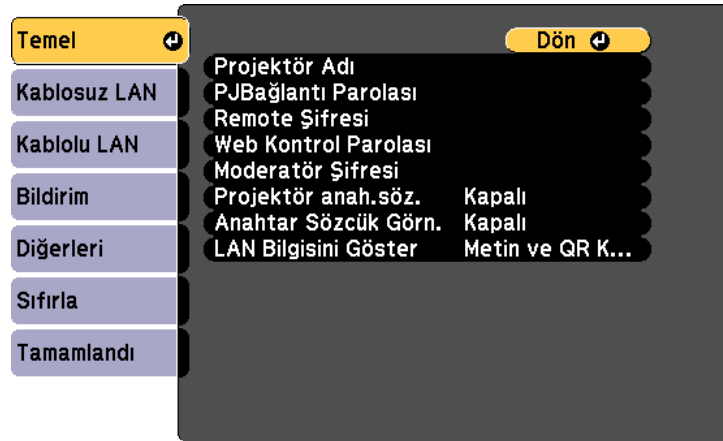 Temel
Kablosuz LAN
Kablolu LAN
Bildirim
Diğerleri
Sıfırla
Tamamlandı
Dön
Projektör Adı
PJBağlantı Parolası
Remote Şifresi
Web Kontrol Parolası
Moderatör Şifresi
Projektör anah.söz. Kapalı
Anahtar Sözcük Görn. Kapalı
LAN Bilgisini Göster Metin ve QR K...